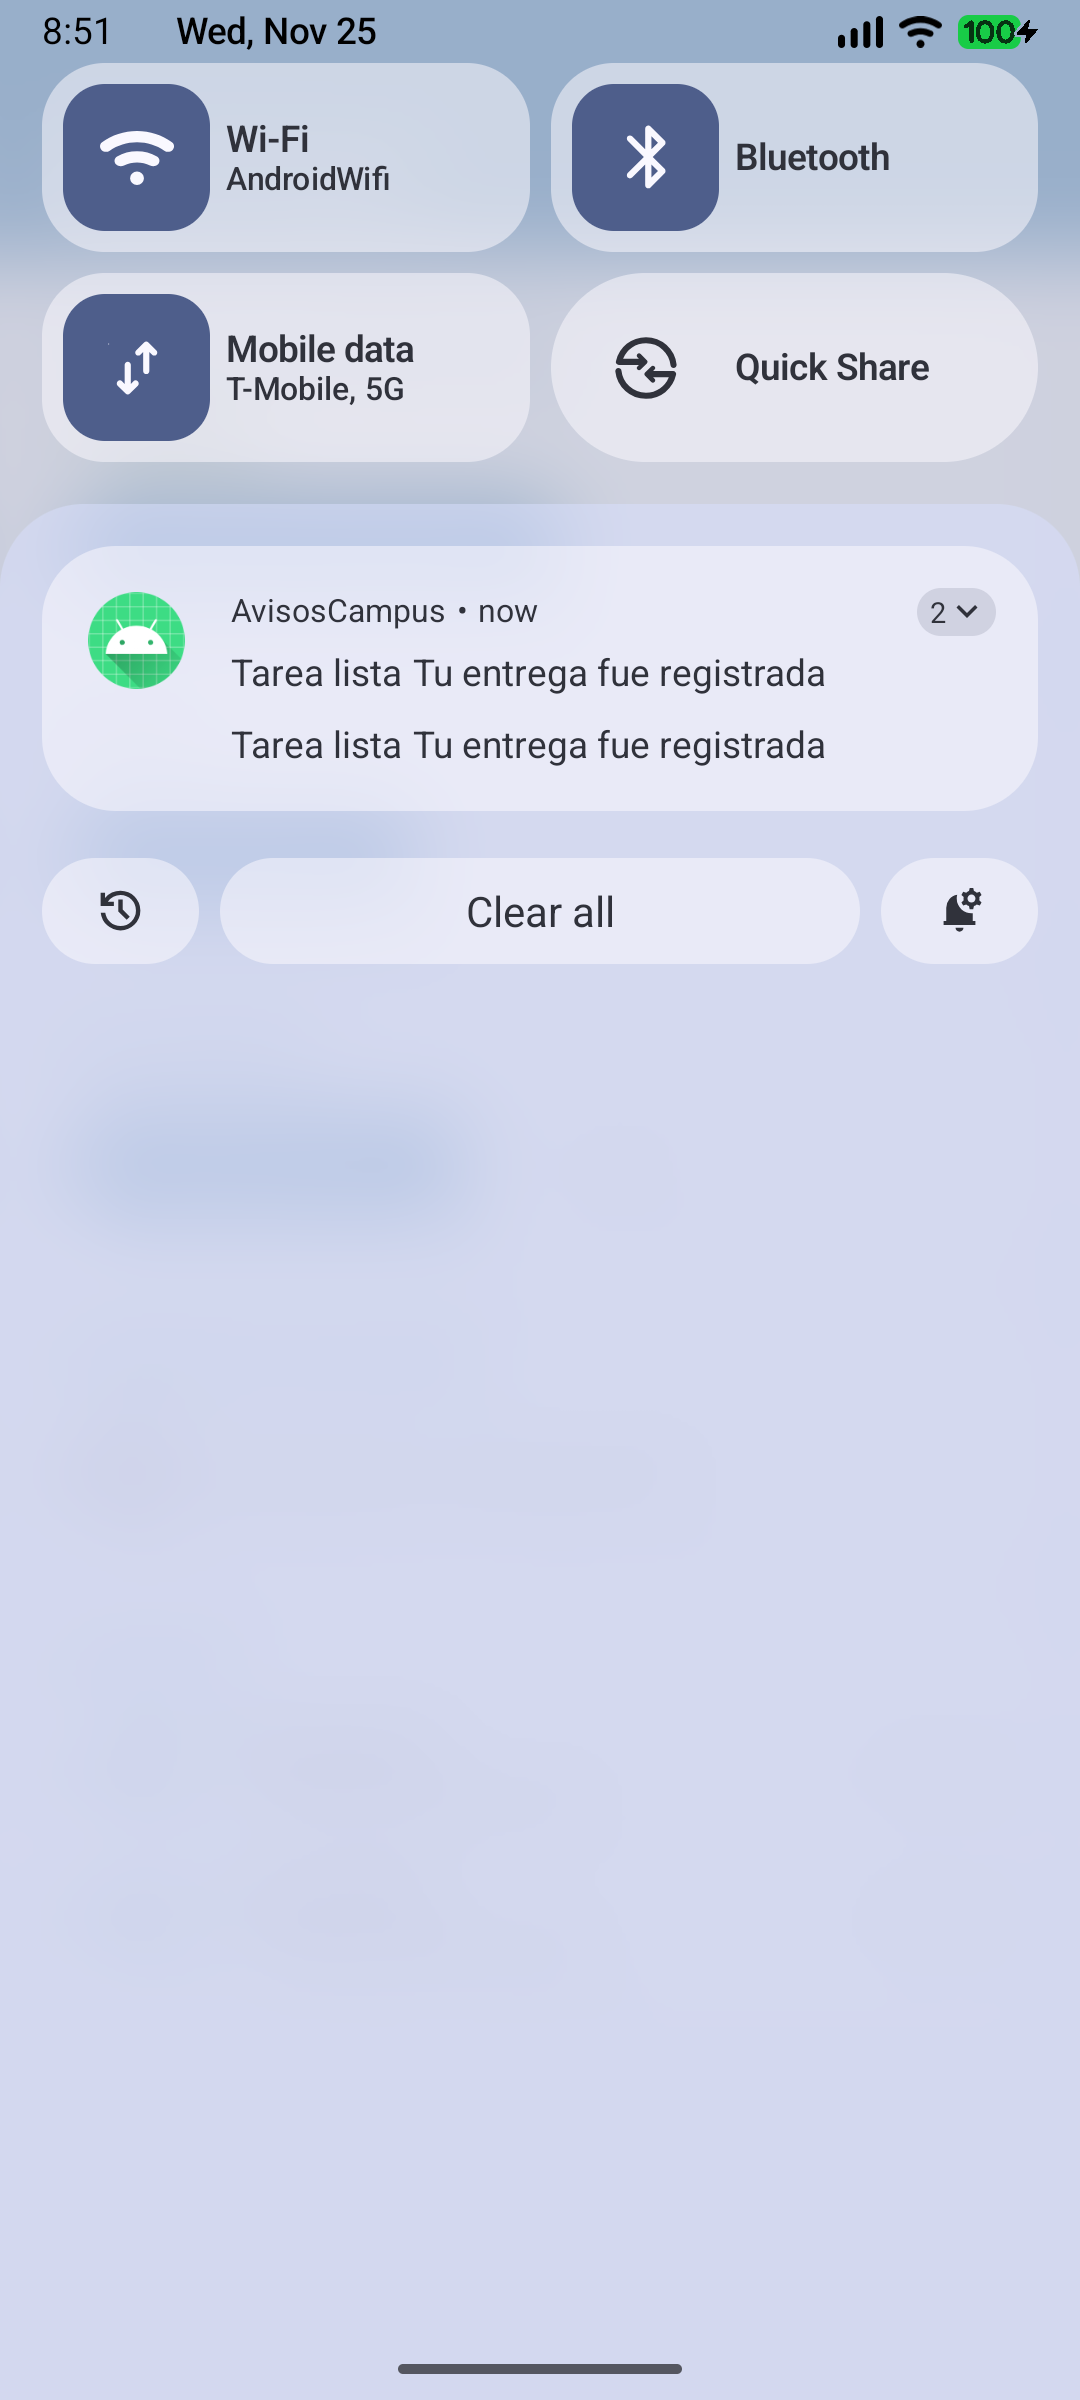 8:51 Wed, Nov 25 100
Wi-Fi
AndroidWifi
Bluetooth
Mobile data
T-Mobile, 5G
Quick Share
AvisosCampus • now 2
Tarea lista Tu entrega fue registrada
Tarea lista Tu entrega fue registrada
Clear all